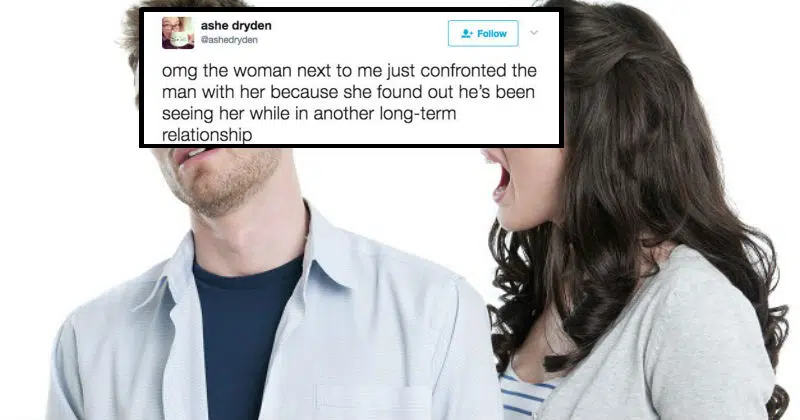 ashe dryden
@ashedryden
Follow
omg the woman next to me just confronted the
man with her because she found out he's been
seeing her while in another long-term
relationship